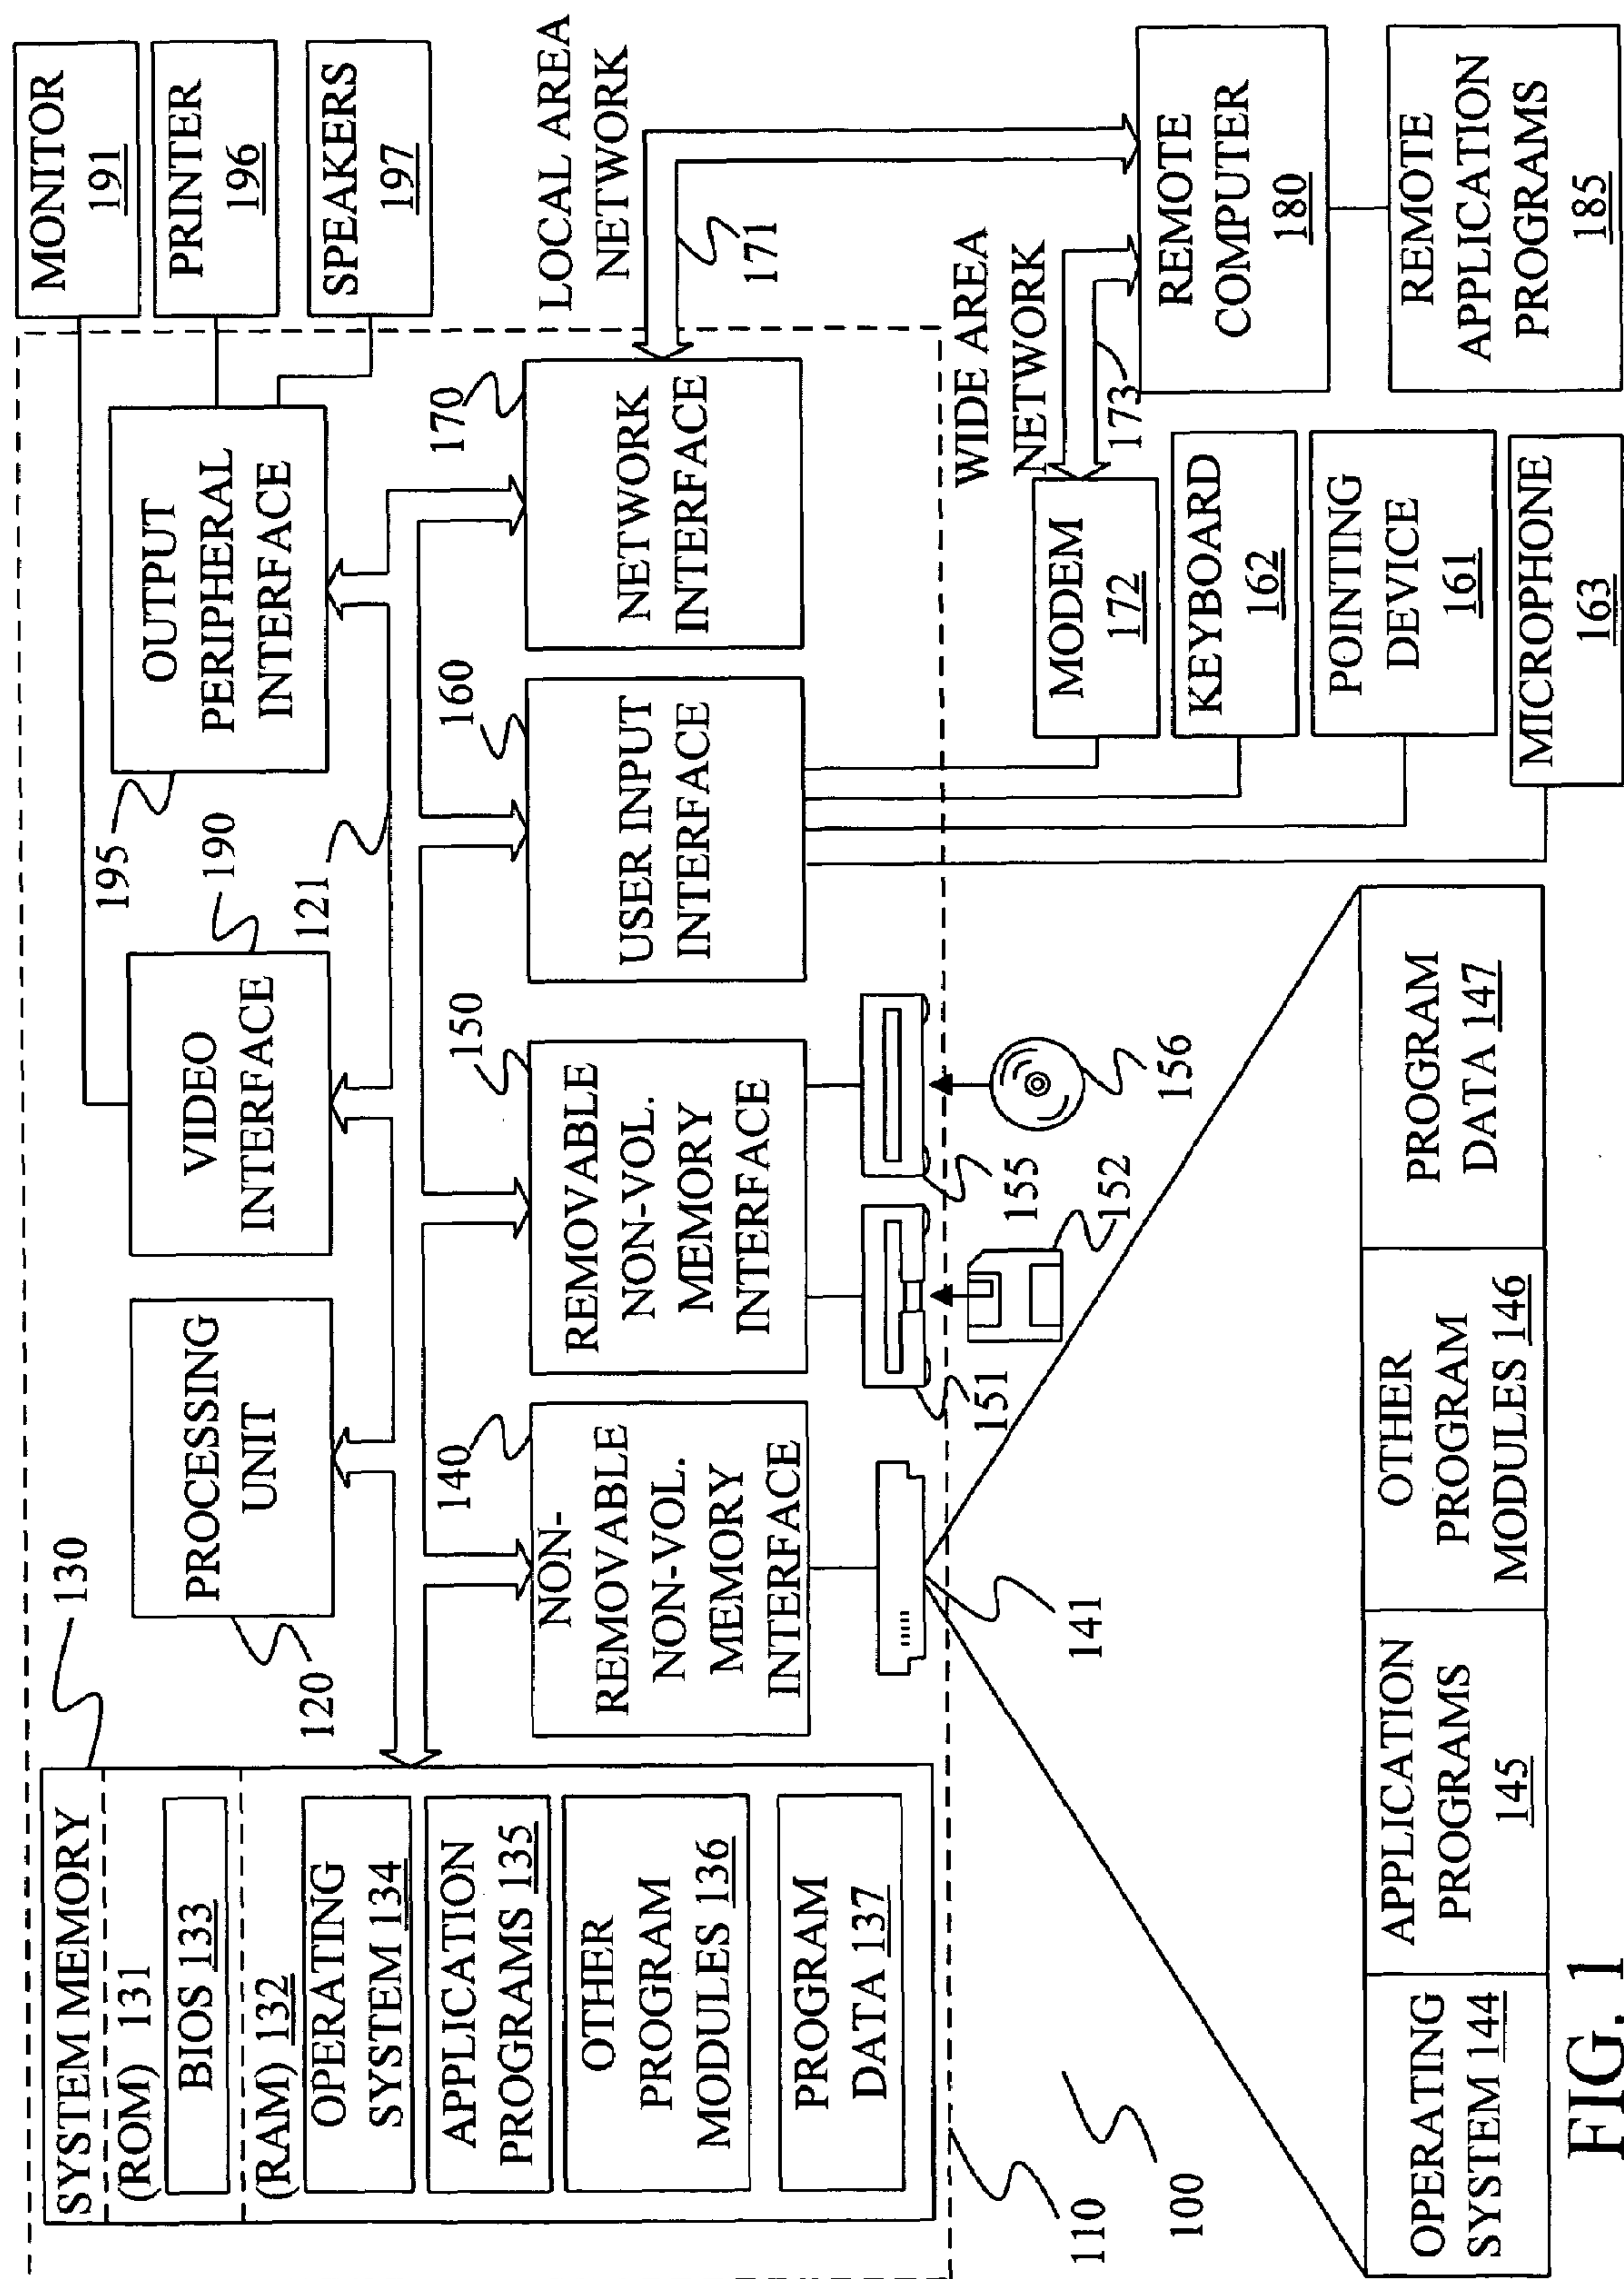 SYSTEM MEMORY
(ROM) 131
BIOS 133
(RAM) 132
OPERATING
SYSTEM 134
APPLICATION
PROGRAMS 135
OTHER
PROGRAM
MODULES 136
PROGRAM
DATA 137
130
PROCESSING
UNIT
120
VIDEO
INTERFACE
190
121
OUTPUT
PERIPHERAL
INTERFACE
195
MONITOR
191
PRINTER
196
SPEAKERS
197
NON-
REMOVABLE
NON-VOL.
MEMORY
INTERFACE
140
REMOVABLE
NON-VOL.
MEMORY
INTERFACE
150
USER INPUT
INTERFACE
160
NETWORK
INTERFACE
170
LOCAL AREA
NETWORK
171
141
151
152
155
156
WIDE AREA
NETWORK
173
MODEM
172
KEYBOARD
162
POINTING
DEVICE
161
MICROPHONE
163
REMOTE
COMPUTER
180
REMOTE
APPLICATION
PROGRAMS
185
110
100
OPERATING
SYSTEM 144
APPLICATION
PROGRAMS
145
OTHER
PROGRAM
MODULES 146
PROGRAM
DATA 147
FIG. 1